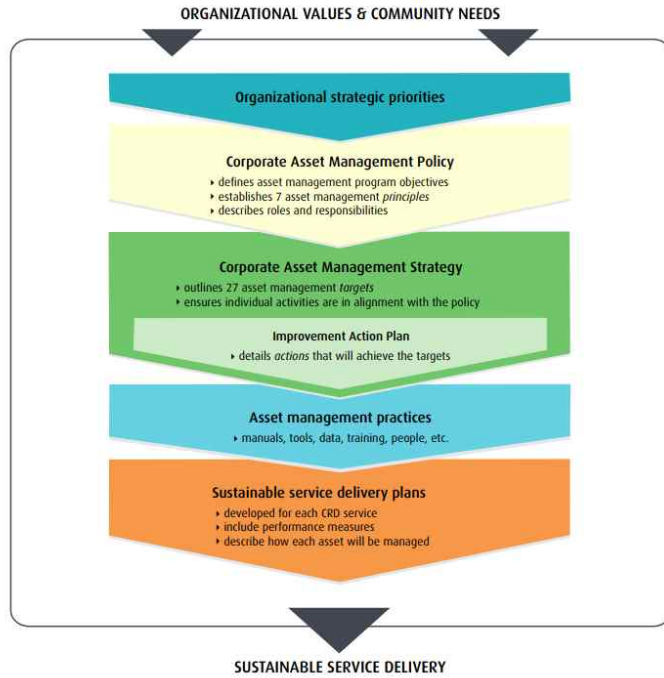 ORGANIZATIONAL VALUES & COMMUNITY NEEDS
Organizational strategic priorities
Corporate Asset Management Policy
‣ defines asset management program objectives
‣ establishes 7 asset management principles
‣ describes roles and responsibilities
Corporate Asset Management Strategy
‣ outlines 27 asset management targets
‣ ensures individual activities are in alignment with the policy
Improvement Action Plan
‣ details actions that will achieve the targets
Asset management practices
‣ manuals, tools, data, training, people, etc.
Sustainable service delivery plans
‣ developed for each CRD service
‣ include performance measures
‣ describe how each asset will be managed
SUSTAINABLE SERVICE DELIVERY